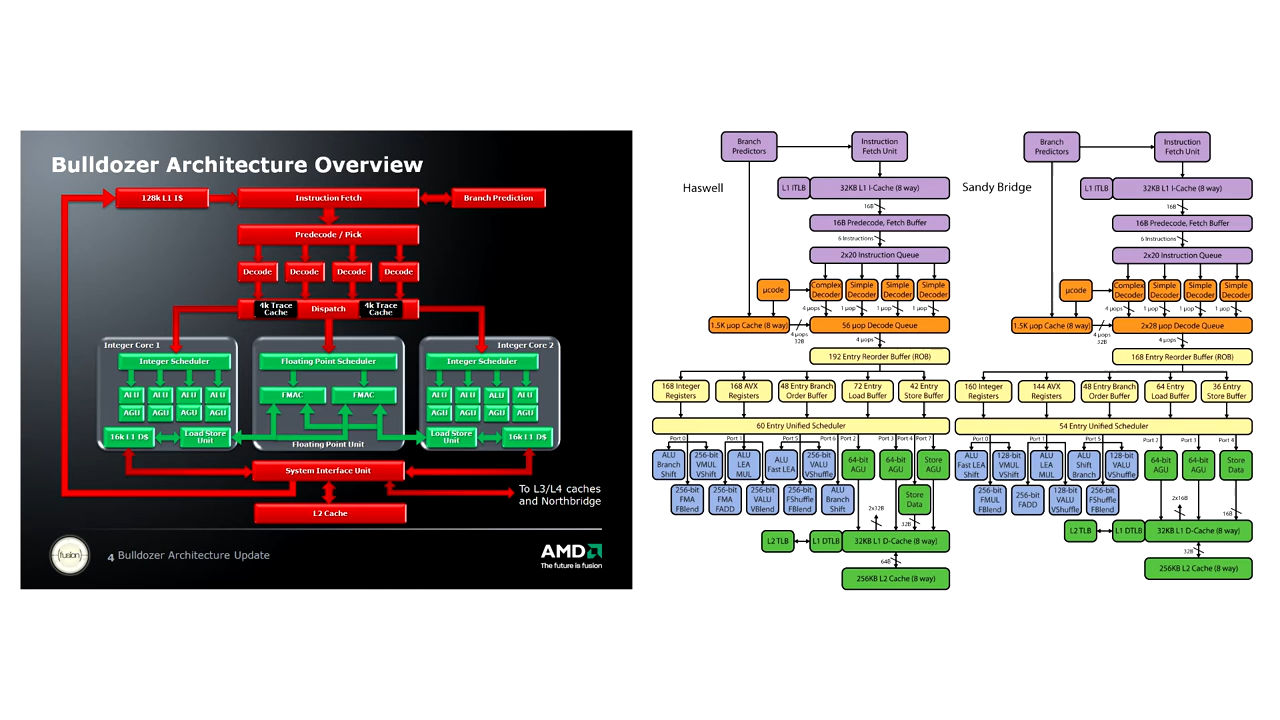 Bulldozer Architecture Overview
128k L1 I$
Instruction Fetch
Branch Prediction
Predecode / Pick
Decode
Decode
Decode
Decode
4k Trace
Cache
Dispatch
4k Trace
Cache
Integer Core 1
Integer Scheduler
ALU
ALU
ALU
ALU
AGU
AGU
AGU
AGU
16k L1 D$
Load Store
Unit
Floating Point Scheduler
FMAC
FMAC
Floating Point Unit
Integer Core 2
Integer Scheduler
ALU
ALU
ALU
ALU
AGU
AGU
AGU
AGU
Load Store
Unit
16k L1 D$
System Interface Unit
To L3/L4 caches
and Northbridge
L2 Cache
fusion
4 Bulldozer Architecture Update
AMD
The future is fusion
Haswell
Branch
Predictors
Instruction
Fetch Unit
L1 ITLB
32KB L1 I-Cache (8 way)
16B
16B Predecode, Fetch Buffer
6 Instructions
2x20 Instruction Queue
μcode
Complex
Decoder
Simple
Decoder
Simple
Decoder
Simple
Decoder
4 μops
1 μop
1 μop
1 μop
1.5K μop Cache (8 way)
4 μops
32B
56 μop Decode Queue
4 μops
192 Entry Reorder Buffer (ROB)
168 Integer
Registers
168 AVX
Registers
48 Entry Branch
Order Buffer
72 Entry
Load Buffer
42 Entry
Store Buffer
60 Entry Unified Scheduler
Port 0
Port 1
Port 5
Port 6
Port 2
Port 3
Port 4
Port 7
ALU
Branch
Shift
256-bit
VMUL
VShift
ALU
LEA
MUL
ALU
Fast LEA
256-bit
VALU
VShuffle
64-bit
AGU
64-bit
AGU
Store
AGU
256-bit
FMA
FBlend
256-bit
FMA
FADD
256-bit
VALU
VBlend
256-bit
FShuffle
FBlend
ALU
Branch
Shift
Store
Data
2x32B
32B
L2 TLB
L1 DTLB
32KB L1 D-Cache (8 way)
64B
256KB L2 Cache (8 way)
Sandy Bridge
Branch
Predictors
Instruction
Fetch Unit
L1 ITLB
32KB L1 I-Cache (8 way)
16B
16B Predecode, Fetch Buffer
6 Instructions
2x20 Instruction Queue
μcode
Complex
Decoder
Simple
Decoder
Simple
Decoder
Simple
Decoder
4 μops
1 μop
1 μop
1 μop
1.5K μop Cache (8 way)
4 μops
32B
2x28 μop Decode Queue
4 μops
168 Entry Reorder Buffer (ROB)
160 Integer
Registers
144 AVX
Registers
48 Entry Branch
Order Buffer
64 Entry
Load Buffer
36 Entry
Store Buffer
54 Entry Unified Scheduler
Port 0
Port 1
Port 5
Port 2
Port 3
Port 4
ALU
Fast LEA
Shift
128-bit
VMUL
VShift
ALU
LEA
MUL
ALU
Shift
Branch
128-bit
VALU
VShuffle
64-bit
AGU
64-bit
AGU
Store
Data
256-bit
FMUL
FBlend
256-bit
FADD
128-bit
VALU
VShuffle
256-bit
FShuffle
FBlend
2x16B
16B
L2 TLB
L1 DTLB
32KB L1 D-Cache (8 way)
32B
256KB L2 Cache (8 way)